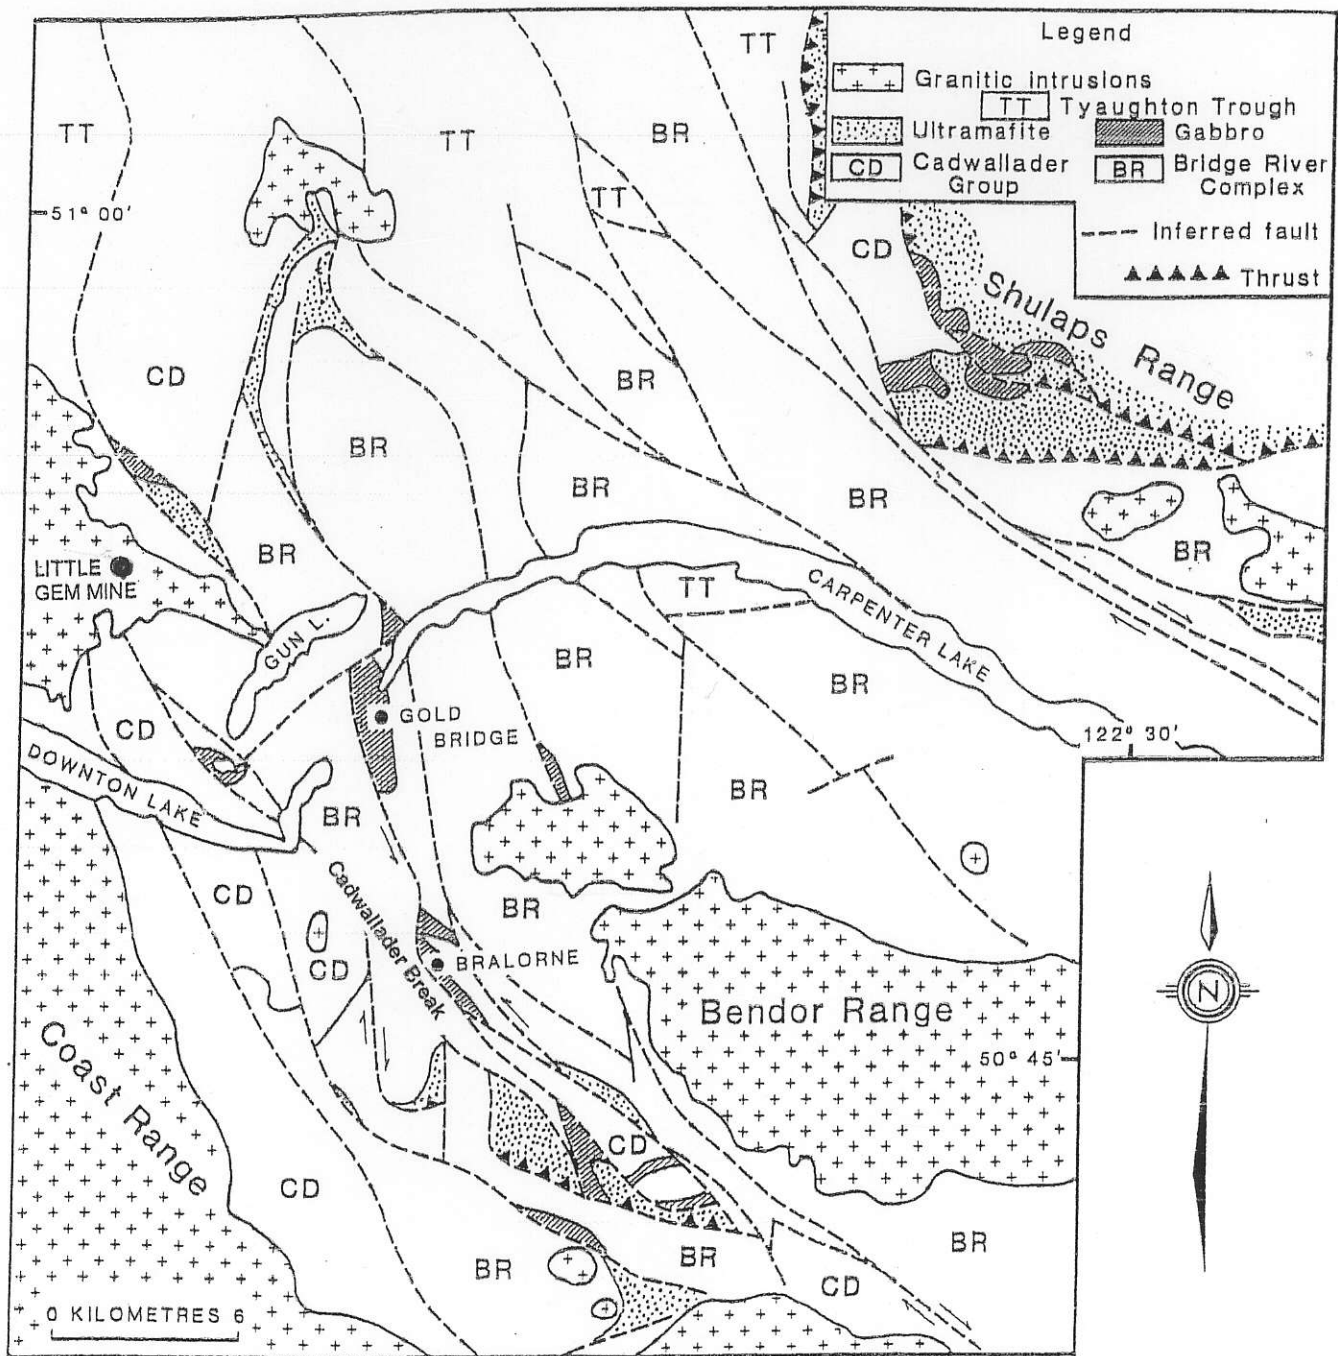 Legend
Granitic intrusions
TT Tyaughton Trough
Ultramafite
Gabbro
CD Cadwallader
Group
BR Bridge River
Complex
Inferred fault
Thrust
TT
TT
TT
BR
TT
51° 00'
CD
Shulaps Range
CD
BR
BR
BR
BR
BR
BR
LITTLE
GEM MINE
GUN L.
TT
CARPENTER LAKE
BR
BR
CD
GOLD
BRIDGE
122° 30'
DOWNTON LAKE
BR
BR
CD
Cadwallader Break
BR
CD
BRALORNE
N
Bendor Range
50° 45'
Coast Range
CD
CD
BR
BR
BR
CD
0 KILOMETRES 6